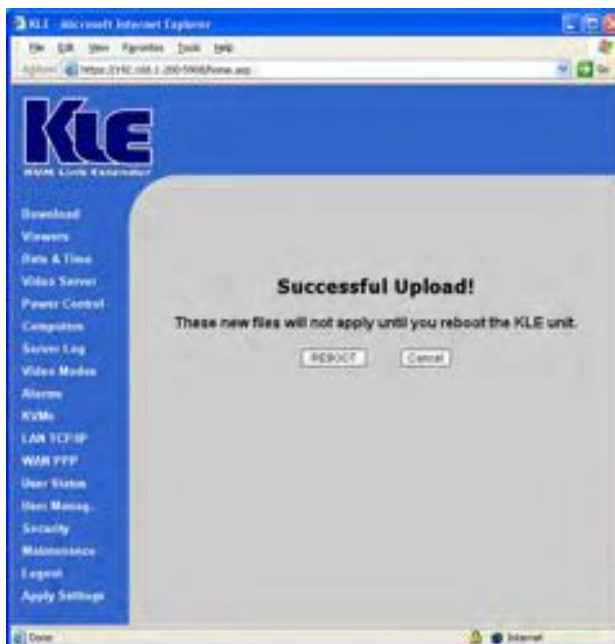 KLE - Microsoft Internet Explorer
File Edit View Favorites Tools Help
Address
Go
KLE
KVM Link Extender
Download
Viewers
Date & Time
Video Server
Power Control
Computers
Server Log
Video Modes
Alarms
KVMs
LAN TCP/IP
WAN PPP
User Status
User Manag.
Security
Maintenance
Logout
Apply Settings
Successful Upload!
These new files will not apply until you reboot the KLE unit.
REBOOT Cancel
Done Internet